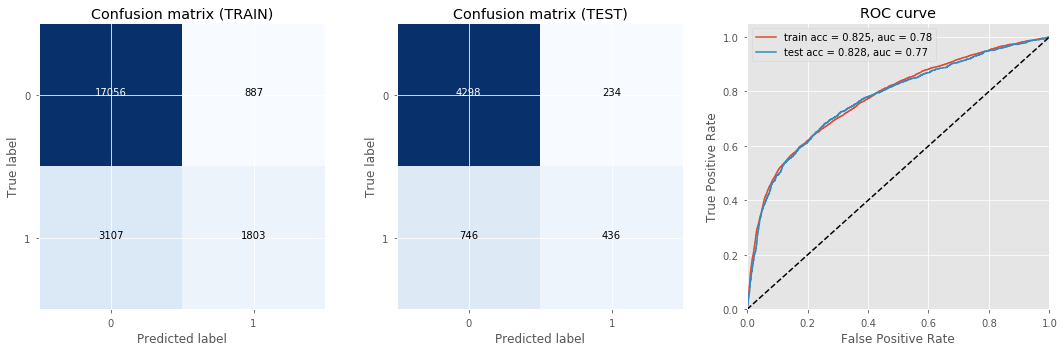 Confusion matrix (TRAIN)
True label
0
1
17056
887
3107
1803
0
1
Predicted label
Confusion matrix (TEST)
True label
0
1
4298
234
746
436
0
1
Predicted label
ROC curve
train acc = 0.825, auc = 0.78
test acc = 0.828, auc = 0.77
True Positive Rate
1.0
0.8
0.6
0.4
0.2
0.0
0.0
0.2
0.4
0.6
0.8
1.0
False Positive Rate